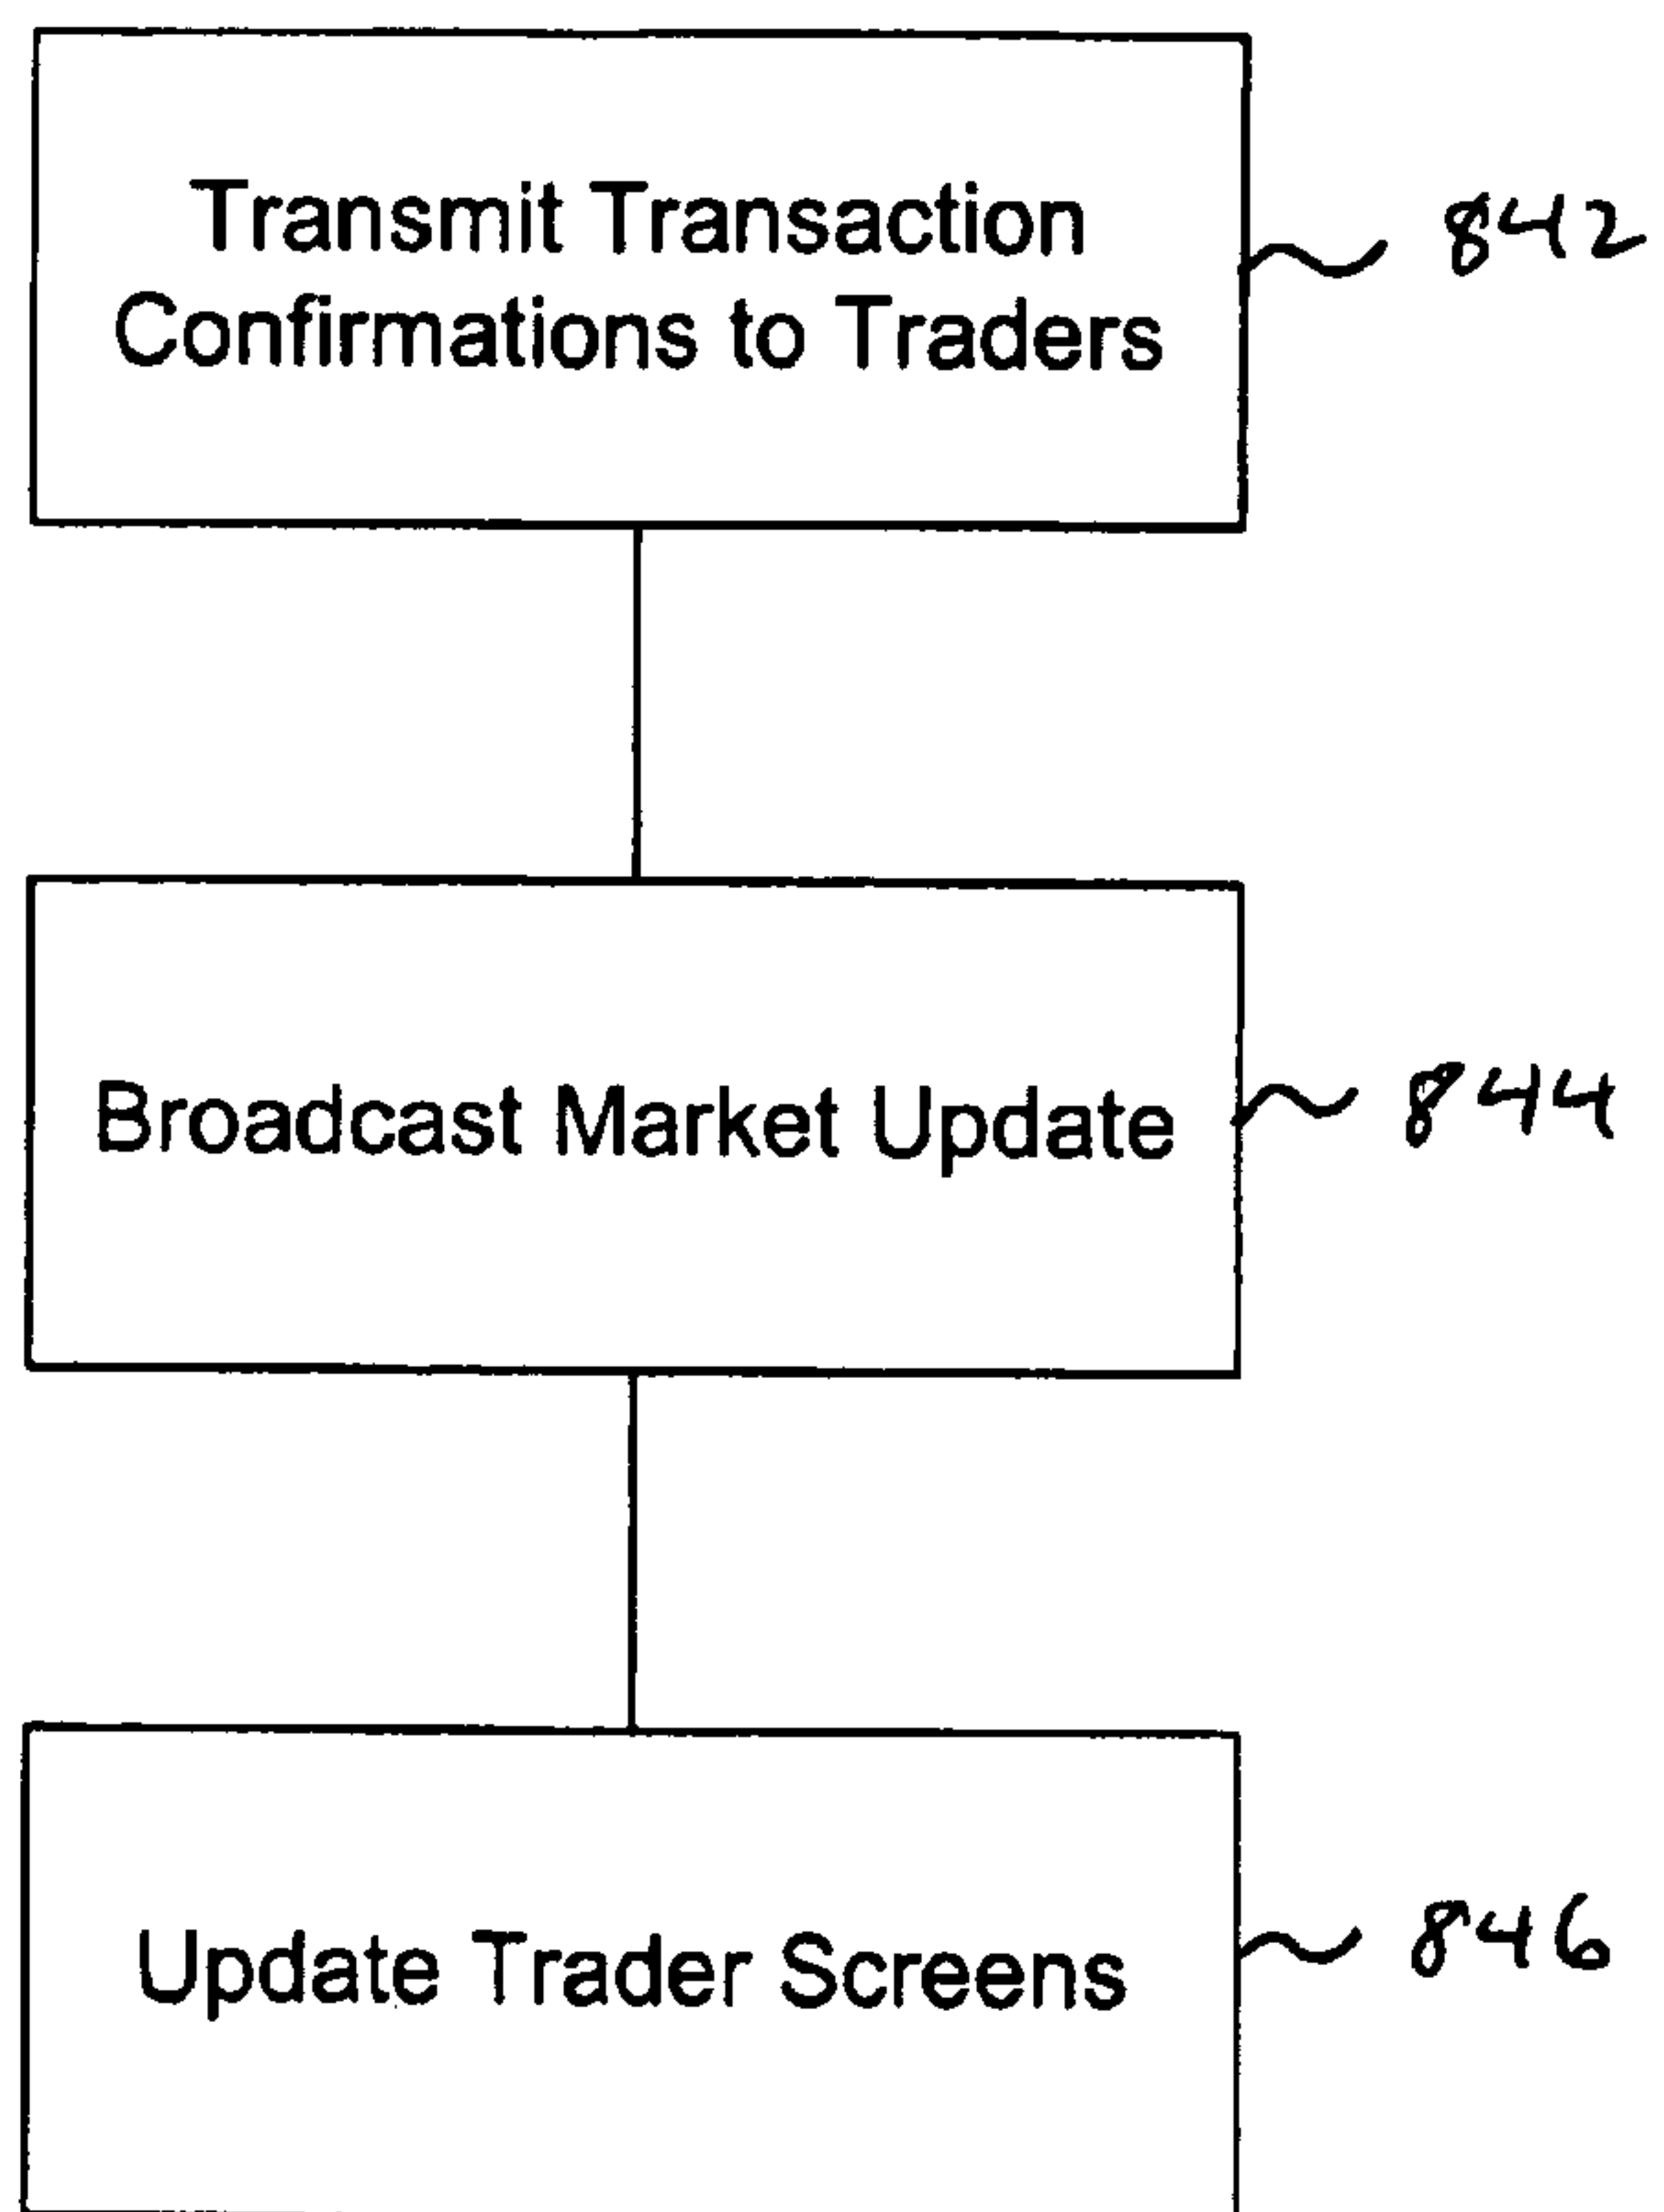 Transmit Transaction
Confirmations to Traders
842
Broadcast Market Update
844
Update Trader Screens
846